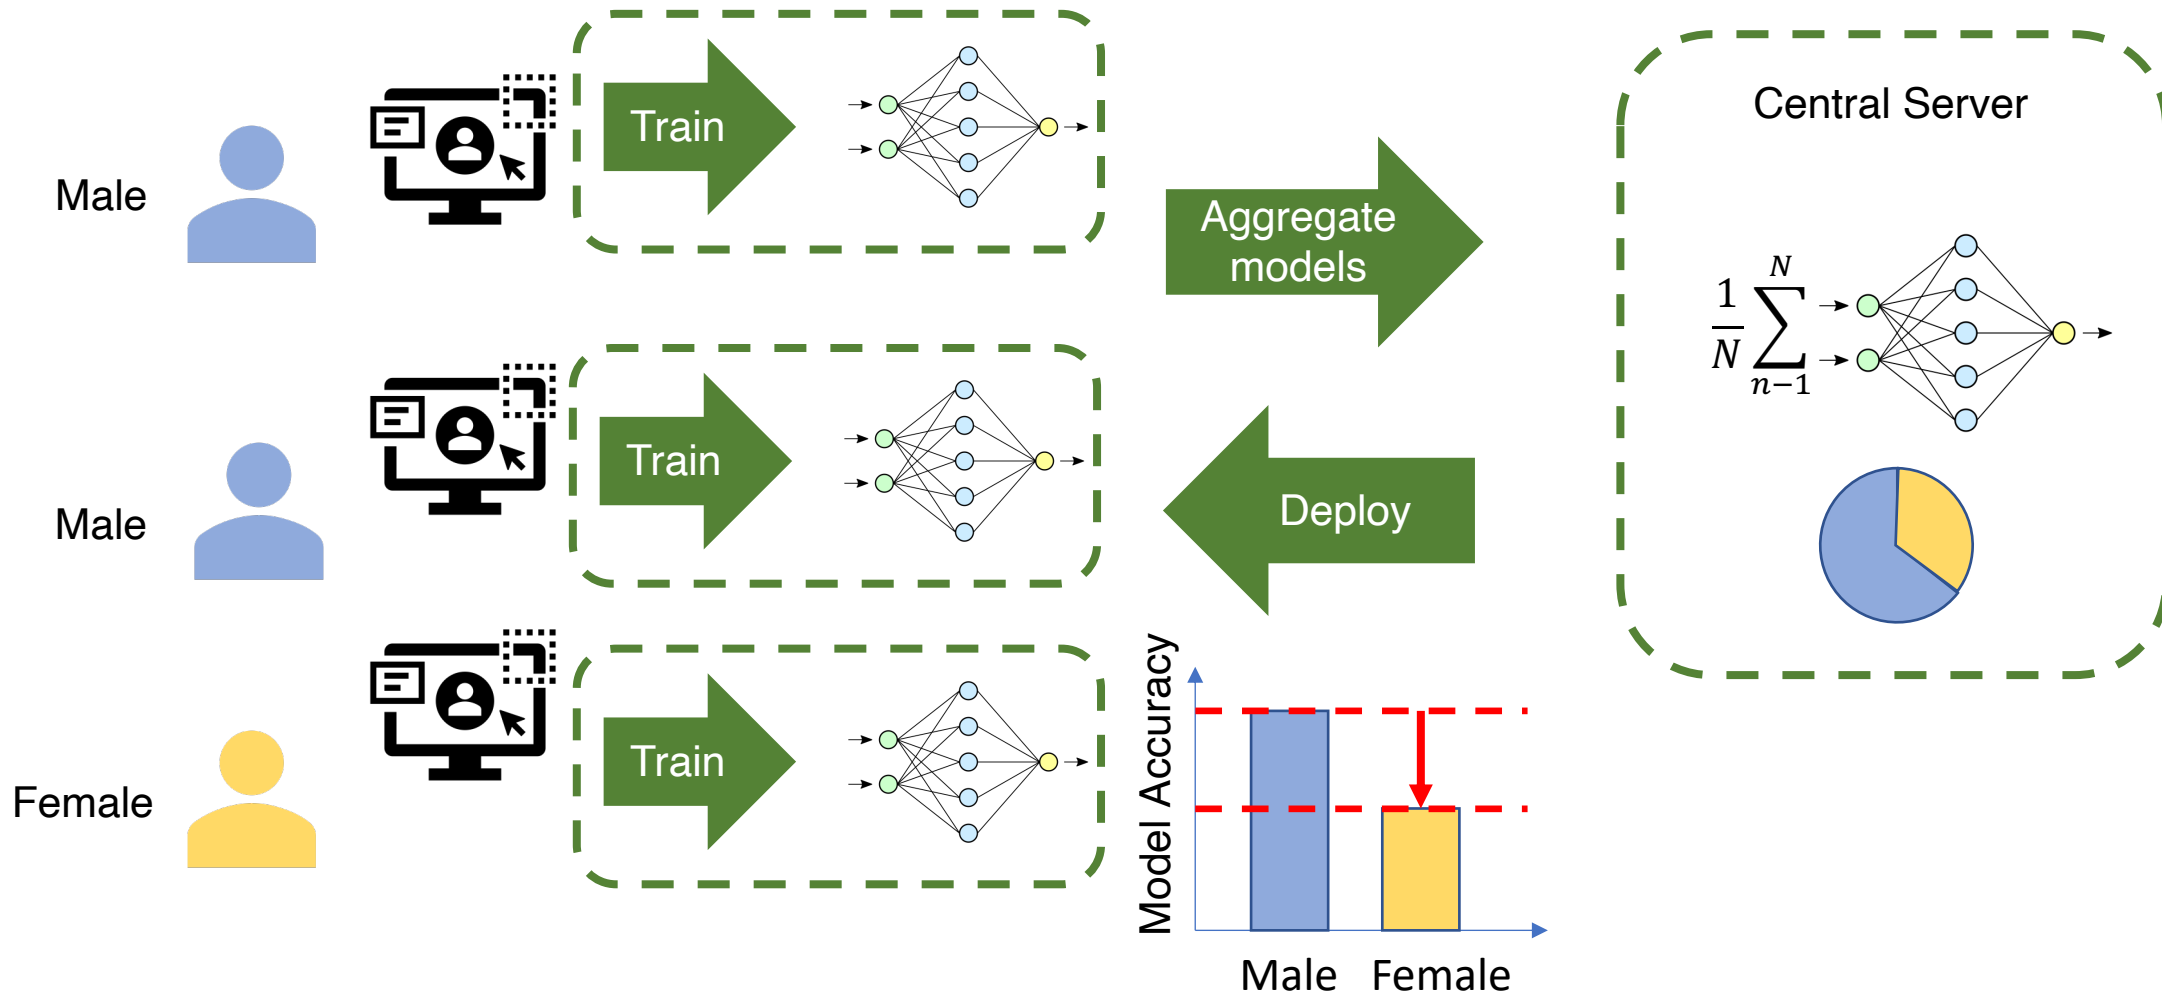 Male
Train
Male
Train
Female
Train
Aggregate
models
Deploy
Central Server
N
1
N
∑
n−1
Model Accuracy
Male
Female